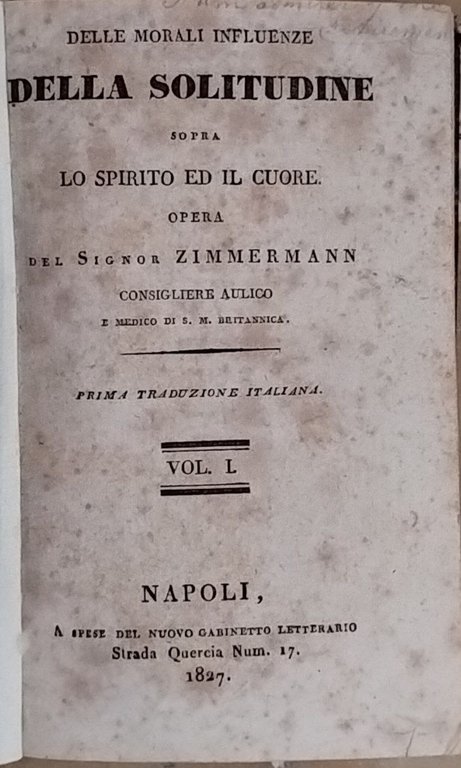 DELLE MORALI INFLUENZE
DELLA SOLITUDINE
SOPRA
LO SPIRITO ED IL CUORE.
OPERA
DEL SIGNOR ZIMMERMANN
CONSIGLIERE AULICO
E MEDICO DI S. M. BRITANNICA.
PRIMA TRADUZIONE ITALIANA.
VOL. I.
NAPOLI,
A SPESE DEL NUOVO GABINETTO LETTERARIO
Strada Quercia Num. 17.
1827.